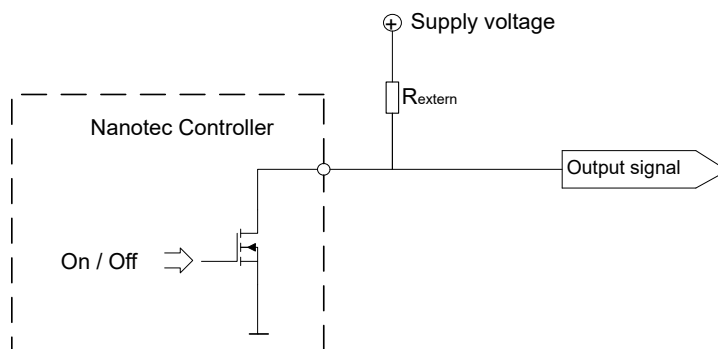 Supply voltage
Rextern
Nanotec Controller
Output signal
On / Off